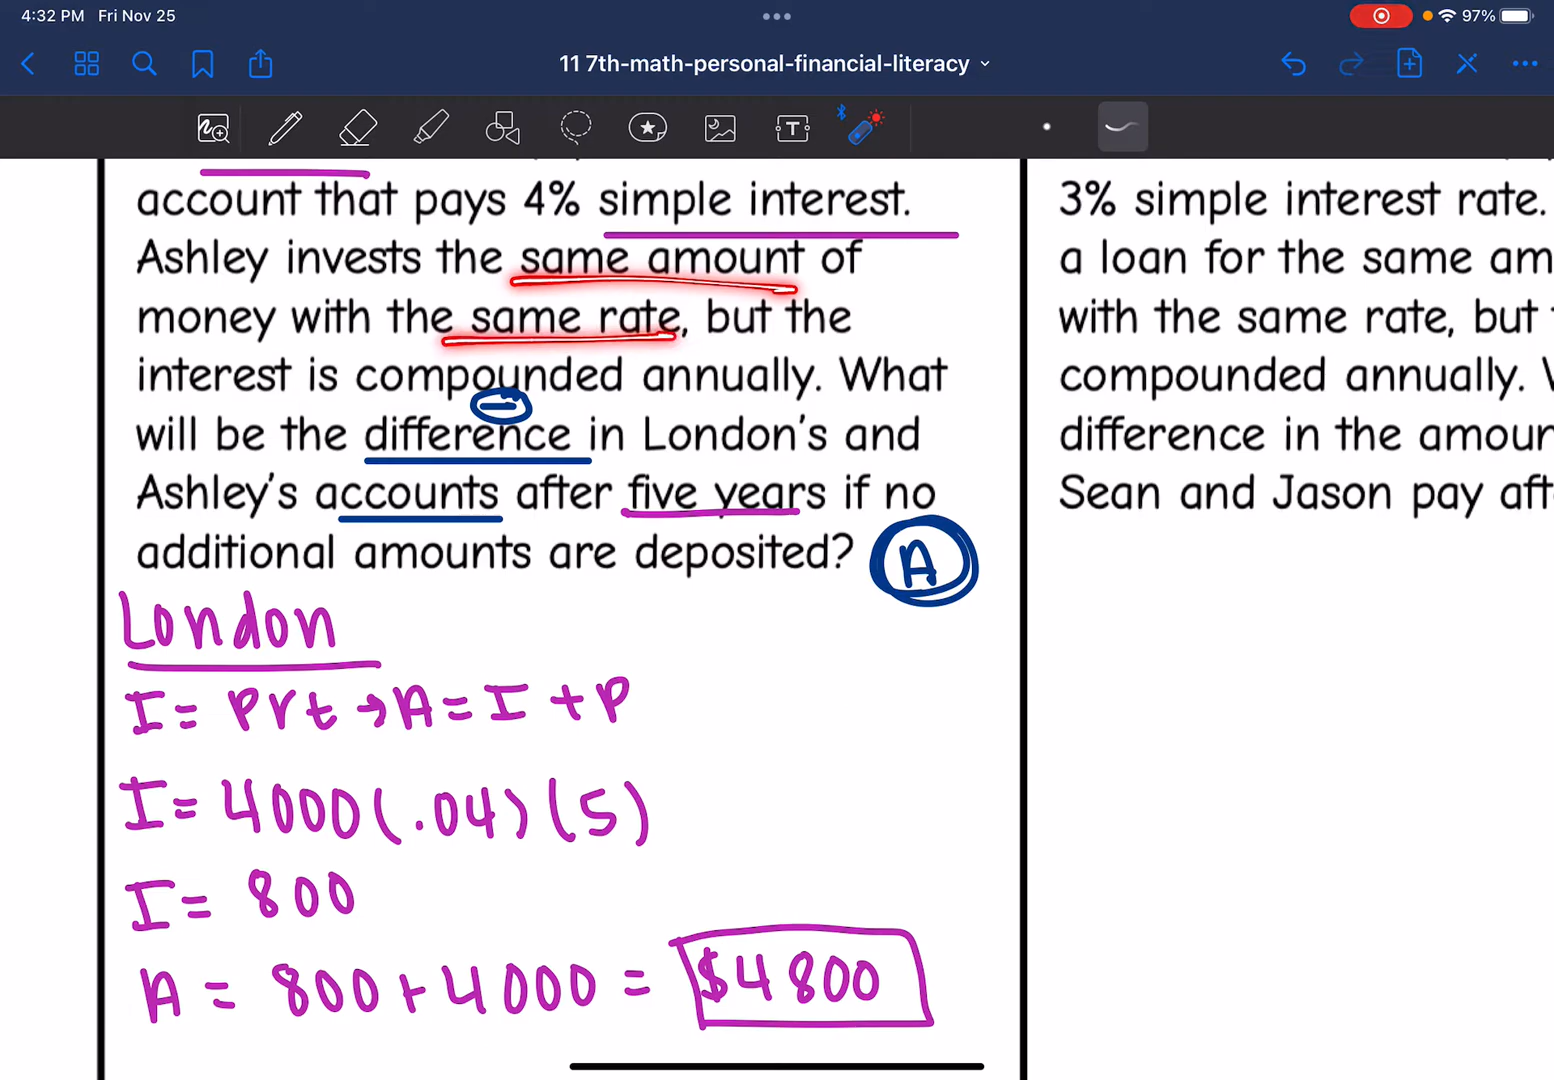 4:32 PM Fri Nov 25
97%
11 7th-math-personal-financial-literacy
account that pays 4% simple interest.
Ashley invests the same amount of
money with the same rate, but the
interest is compounded annually. What
will be the difference in London's and
Ashley's accounts after five years if no
additional amounts are deposited?
A
London
I = Prt → A = I + P
I = 4000(.04)(5)
I = 800
A = 800 + 4000 = $4800
3% simple interest rate.
a loan for the same am
with the same rate, but
compounded annually.
difference in the amoun
Sean and Jason pay aft